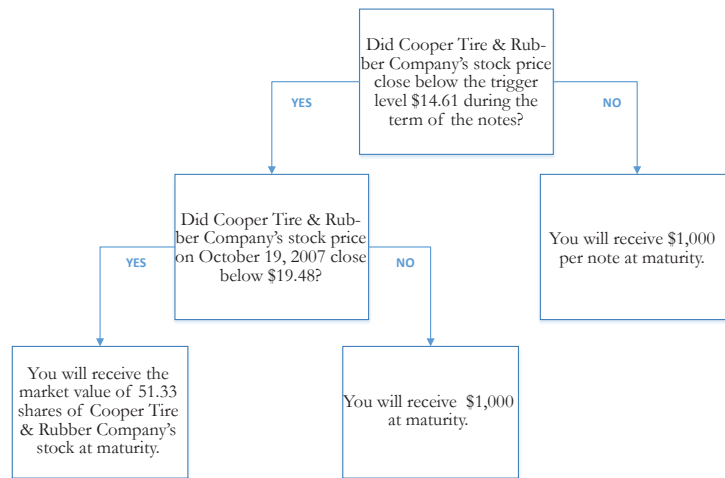 Did Cooper Tire & Rub-
ber Company's stock price
close below the trigger
level $14.61 during the
term of the notes?
YES
NO
Did Cooper Tire & Rub-
ber Company's stock price
on October 19, 2007 close
below $19.48?
You will receive $1,000
per note at maturity.
YES
NO
You will receive the
market value of 51.33
shares of Cooper Tire
& Rubber Company's
stock at maturity.
You will receive $1,000
at maturity.